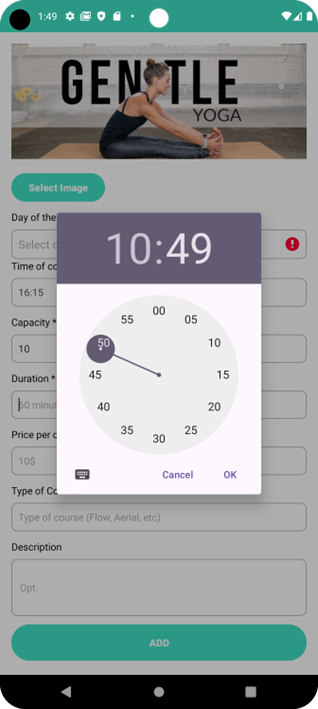 1:49
GENTLE
YOGA
Select Image
Day of the
Select
Time of co
16:15
10:49
00
05
10
15
20
25
30
35
40
45
50
55
Capacity *
10
Duration *
60 minut
Price per c
10$
Cancel
OK
Type of Co
Type of course (Flow, Aerial, etc)
Description
Opt.
ADD